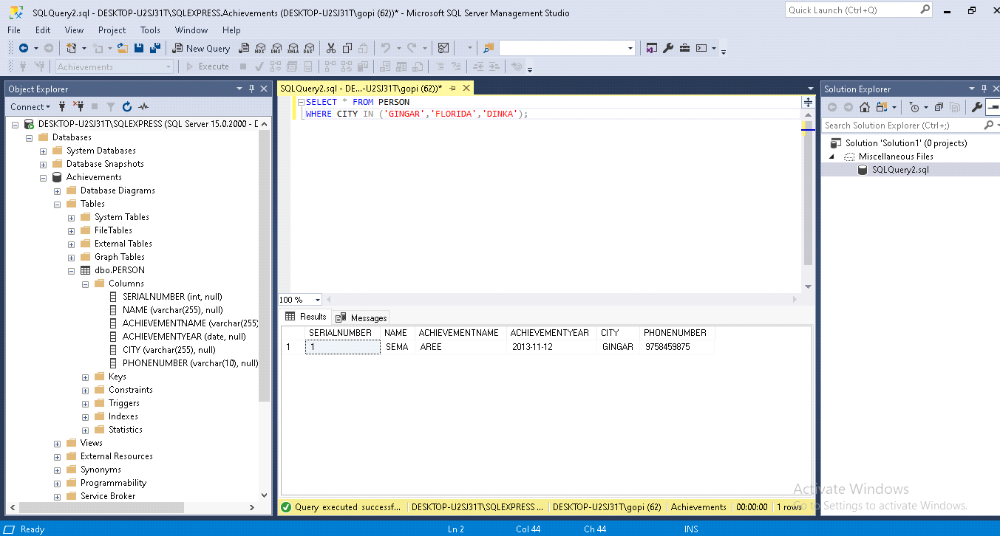 SQLQuery2.sql - DESKTOP-U2SJ31T\SQLEXPRESS.Achievements (DESKTOP-U2SJ31T\gopi (62))* - Microsoft SQL Server Management Studio
Quick Launch (Ctrl+Q)
File Edit View Project Tools Window Help
New Query MDX DMX XMLA DAX
Achievements Execute
Object Explorer
Connect
DESKTOP-U2SJ31T\SQLEXPRESS (SQL Server 15.0.2000 - D
Databases
System Databases
Database Snapshots
Achievements
Database Diagrams
Tables
System Tables
FileTables
External Tables
Graph Tables
dbo.PERSON
Columns
SERIALNUMBER (int, null)
NAME (varchar(255), null)
ACHIEVEMENTNAME (varchar(255)
ACHIEVEMENTYEAR (date, null)
CITY (varchar(255), null)
PHONENUMBER (varchar(10), null)
Keys
Constraints
Triggers
Indexes
Statistics
Views
External Resources
Synonyms
Programmability
Service Broker
SQLQuery2.sql - DE...-U2SJ31T\gopi (62))*
SELECT * FROM PERSON
WHERE CITY IN ('GINGAR','FLORIDA','DINKA');
100 %
Results Messages
SERIALNUMBER NAME ACHIEVEMENTNAME ACHIEVEMENTYEAR CITY PHONENUMBER
1 1 SEMA AREE 2013-11-12 GINGAR 9758459875
Query executed successf... DESKTOP-U2SJ31T\SQLEXPRESS ... DESKTOP-U2SJ31T\gopi (62) Achievements 00:00:00 1 rows
Solution Explorer
Search Solution Explorer (Ctrl+;)
Solution 'Solution1' (0 projects)
Miscellaneous Files
SQLQuery2.sql
Activate Windows
Go to Settings to activate Windows.
Ready Ln 2 Col 44 Ch 44 INS